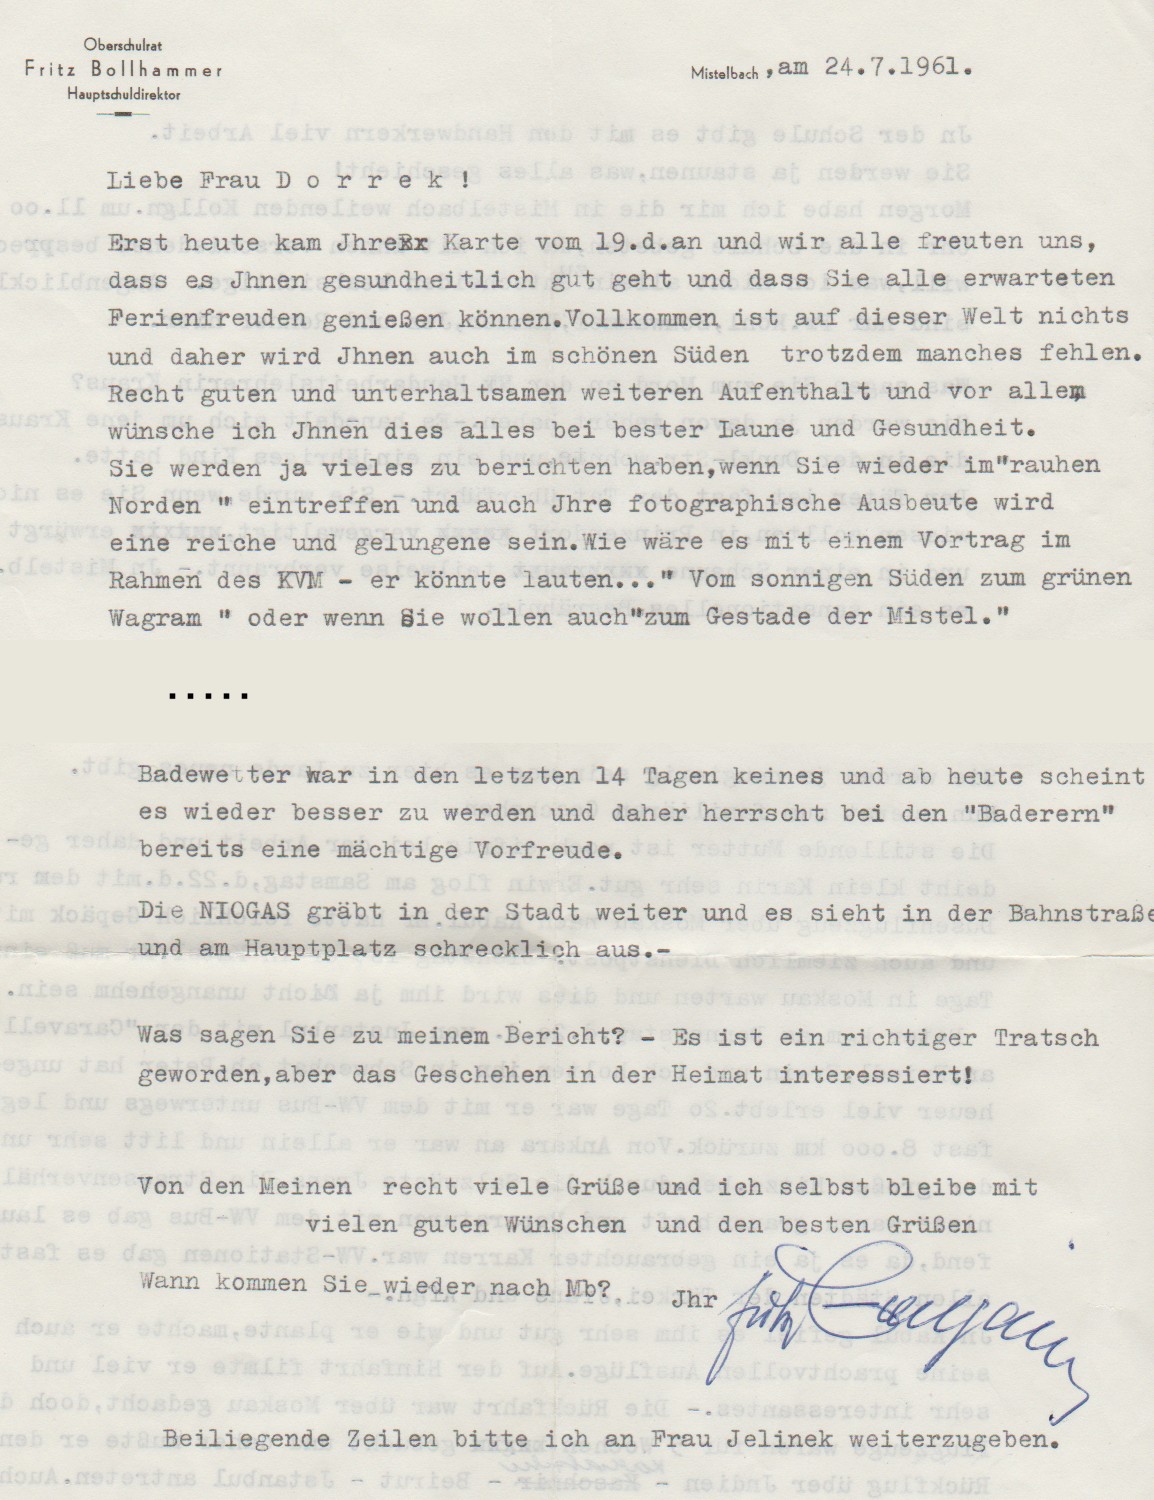 Oberschulrat
Fritz Bollhammer
Hauptschuldirektor
Mistelbach, am 24.7.1961.
Liebe Frau D o r r e k !
Erst heute kam Jhre Karte vom 19.d.an und wir alle freuten uns,
dass es Jhnen gesundheitlich gut geht und dass Sie alle erwarteten
Ferienfreuden genießen können.Vollkommen ist auf dieser Welt nichts
und daher wird Jhnen auch im schönen Süden trotzdem manches fehlen.
Recht guten und unterhaltsamen weiteren Aufenthalt und vor allem
wünsche ich Jhnen dies alles bei bester Laune und Gesundheit.
Sie werden ja vieles zu berichten haben,wenn Sie wieder im"rauhen
Norden " eintreffen und auch Jhre fotographische Ausbeute wird
eine reiche und gelungene sein.Wie wäre es mit einem Vortrag im
Rahmen des KVM - er könnte lauten..." Vom sonnigen Süden zum grünen
Wagram " oder wenn Sie wollen auch"zum Gestade der Mistel."
.....
Badewetter war in den letzten 14 Tagen keines und ab heute scheint
es wieder besser zu werden und daher herrscht bei den "Baderern"
bereits eine mächtige Vorfreude.
Die NIOGAS gräbt in der Stadt weiter und es sieht in der Bahnstraße
und am Hauptplatz schrecklich aus.-
Was sagen Sie zu meinem Bericht? - Es ist ein richtiger Tratsch
geworden,aber das Geschehen in der Heimat interessiert!
Von den Meinen recht viele Grüße und ich selbst bleibe mit
vielen guten Wünschen und den besten Grüßen
Wann kommen Sie wieder nach Mb?
Jhr
Beiliegende Zeilen bitte ich an Frau Jelinek weiterzugeben.